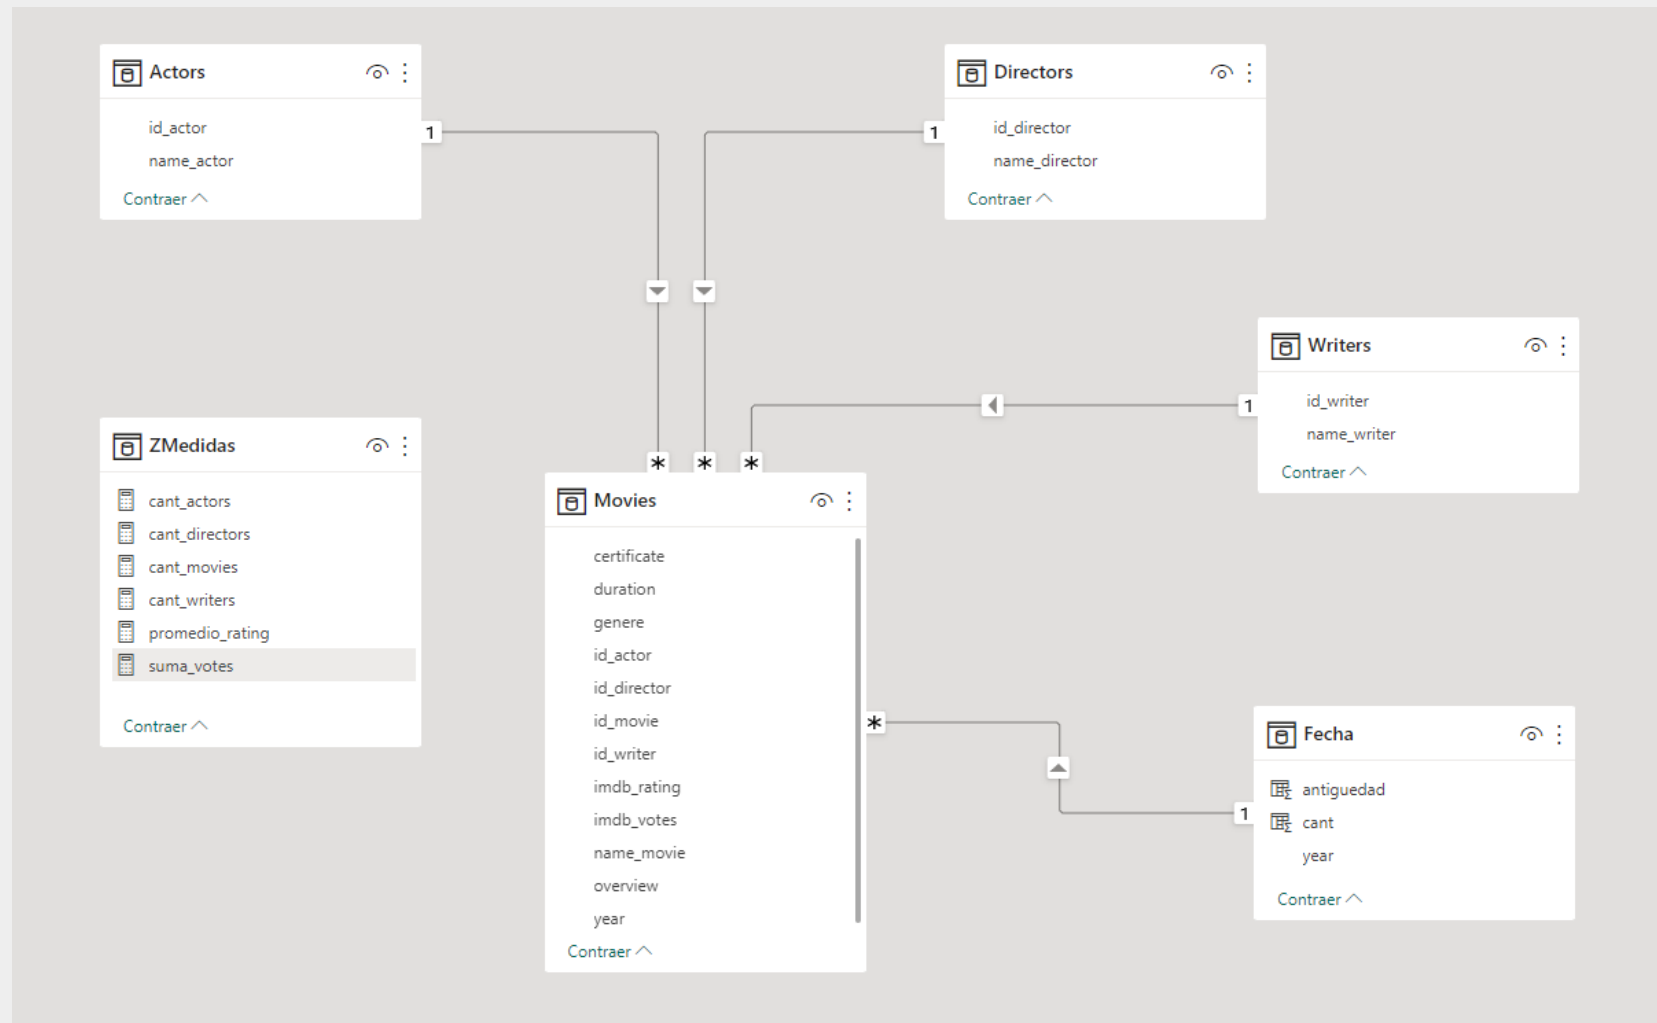 Actors
id_actor
name_actor
Contraer
1
Directors
id_director
name_director
Contraer
1
Writers
id_writer
name_writer
Contraer
1
ZMedidas
cant_actors
cant_directors
cant_movies
cant_writers
promedio_rating
suma_votes
Contraer
* * *
Movies
certificate
duration
genere
id_actor
id_director
id_movie
id_writer
imdb_rating
imdb_votes
name_movie
overview
year
Contraer
*
Fecha
antiguedad
cant
year
Contraer
1